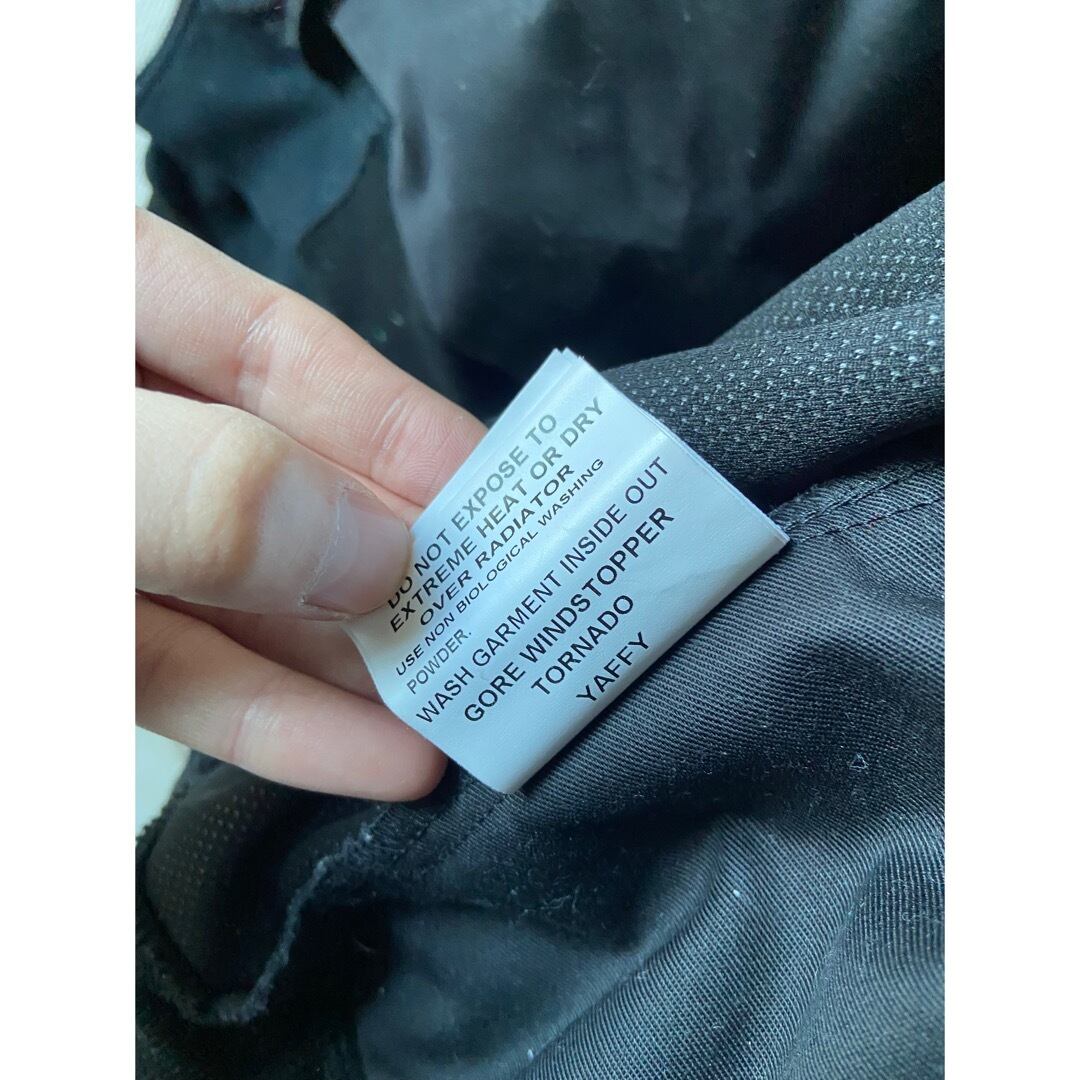 DO NOT EXPOSE TO
EXTREME HEAT OR DRY
OVER RADIATOR
USE NON BIOLOGICAL WASHING
POWDER.
WASH GARMENT INSIDE OUT
GORE WINDSTOPPER
TORNADO
YAFFY